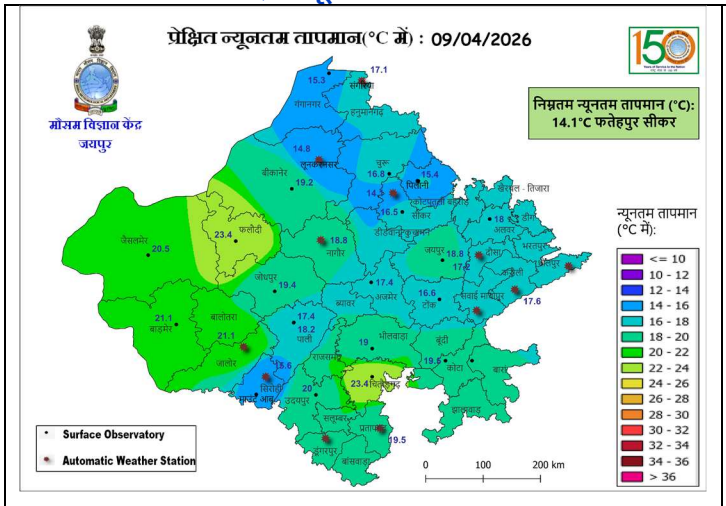 प्रेक्षित न्यूनतम तापमान(°C में) : 09/04/2026
मौसम विज्ञान केंद्र
जयपुर
150
निम्नतम न्यूनतम तापमान (°C):
14.1°C फतेहपुर सीकर
17.1
15.3
संगरिया
गंगानगर
हनुमानगढ़
14.8
लूनकरणसर
चुरू
16.8
15.4
पिलानी
बीकानेर
19.2
14.3
16.5
सीकर
खैरथल - तिजारा
18
डीग
अलवर
भरतपुर
फलोदी
23.4
जैसलमेर
20.5
18.8
नागौर
जयपुर
18.8
17.2
दौसा
करौली
जोधपुर
19.4
17.4
अजमेर
ब्यावर
16.6
टोंक
सवाई माधोपुर
17.6
21.1
बाड़मेर
बालोतरा
21.1
17.4
18.2
पाली
जालोर
राजसमंद
19
भीलवाड़ा
बूंदी
19.6
कोटा
बारां
15.6
सिरोही
माउंट आबू
20
उदयपुर
23.4
चित्तौड़गढ़
झालावाड़
सलूम्बर
प्रतापगढ़
19.5
डूंगरपुर
बांसवाड़ा
न्यूनतम तापमान
(°C में):
<= 10
10 - 12
12 - 14
14 - 16
16 - 18
18 - 20
20 - 22
22 - 24
24 - 26
26 - 28
28 - 30
30 - 32
32 - 34
34 - 36
> 36
Surface Observatory
Automatic Weather Station
0 100 200 km